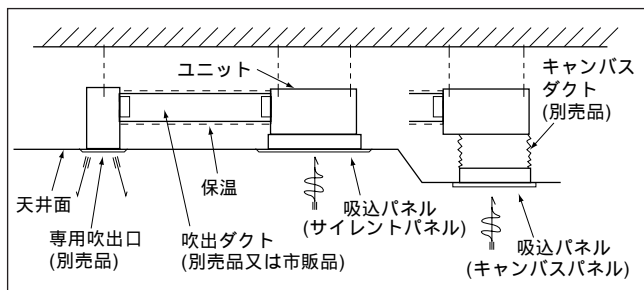 ユニット
キャンバス
ダクト
(別売品)
保温
天井面
専用吹出口
(別売品)
吹出ダクト
(別売品又は市販品)
吸込パネル
(サイレントパネル)
吸込パネル
(キャンバスパネル)